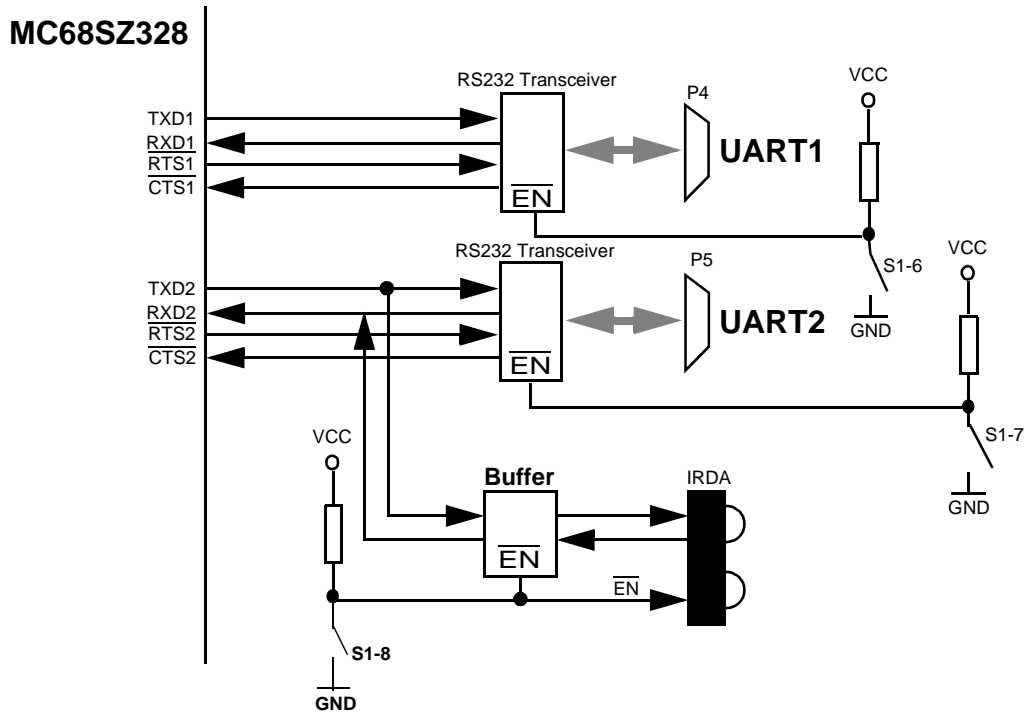 MC68SZ328
RS232 Transceiver
P4
VCC
TXD1
RXD1
RTS1
CTS1
UART1
EN
RS232 Transceiver
P5
S1-6
VCC
TXD2
RXD2
RTS2
CTS2
UART2
GND
EN
VCC
S1-7
Buffer
IRDA
GND
EN
EN
S1-8
GND